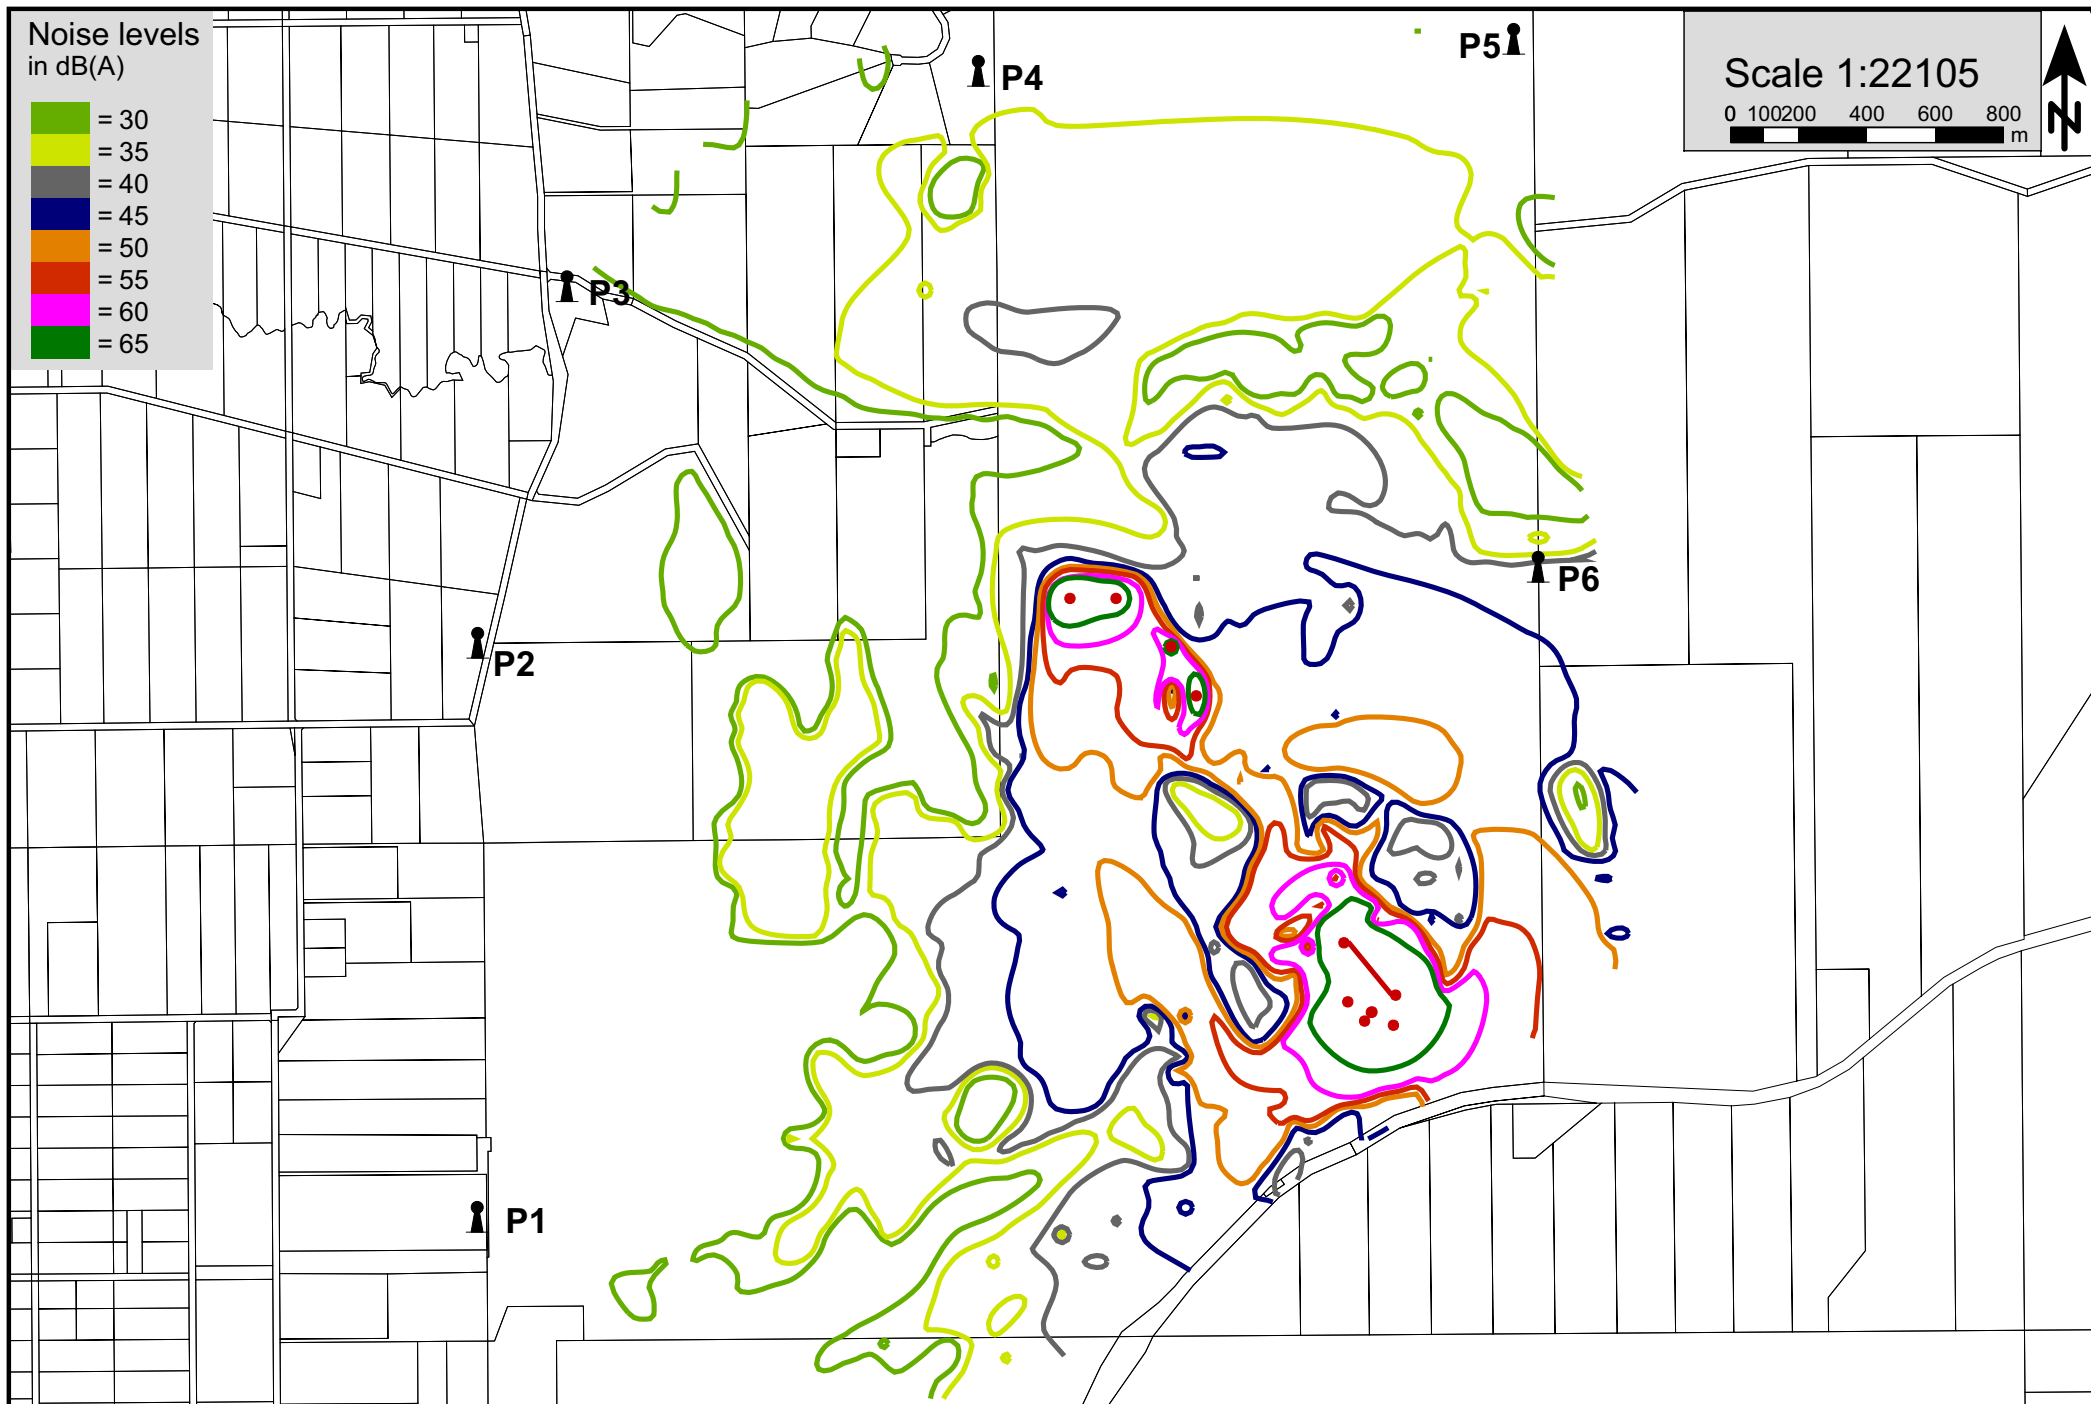 Noise levels
in dB(A)
= 30
= 35
= 40
= 45
= 50
= 55
= 60
= 65
P5
Scale 1:22105
0 100200 400 600 800
m
N
P4
P3
P6
P2
P1